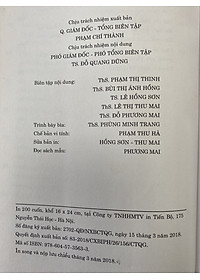 Chịu trách nhiệm xuất bản
Q. GIÁM ĐỐC - TỔNG BIÊN TẬP
PHẠM CHÍ THÀNH
Chịu trách nhiệm nội dung
PHÓ GIÁM ĐỐC - PHÓ TỔNG BIÊN TẬP
TS. ĐỖ QUANG DŨNG
Biên tập nội dung: ThS. PHẠM THỊ THINH
ThS. BÙI THỊ ÁNH HỒNG
TS. LÊ HỒNG SƠN
ThS. LÊ THỊ THU MAI
ThS. ĐỖ PHƯƠNG MAI
Trình bày bìa: ThS. PHÙNG MINH TRANG
Chế bản vi tính: PHẠM THU HÀ
Sửa bản in: HỒNG SƠN - THU MAI
Đọc sách mẫu: PHƯƠNG MAI
In 200 cuốn, khổ 16 x 24 cm, tại Công ty TNHHMTV in Tiến Bộ, 175
Nguyễn Thái Học - Hà Nội.
Số đăng ký xuất bản: 2702-QĐ/NXBCTQG, ngày 15 tháng 3 năm 2018.
Quyết định xuất bản số: 83-2018/CXBIPH/26/156/CTQG.
Mã số ISBN: 978-604-57-3563-3.
In xong và nộp lưu chiểu tháng 3 năm 2018.